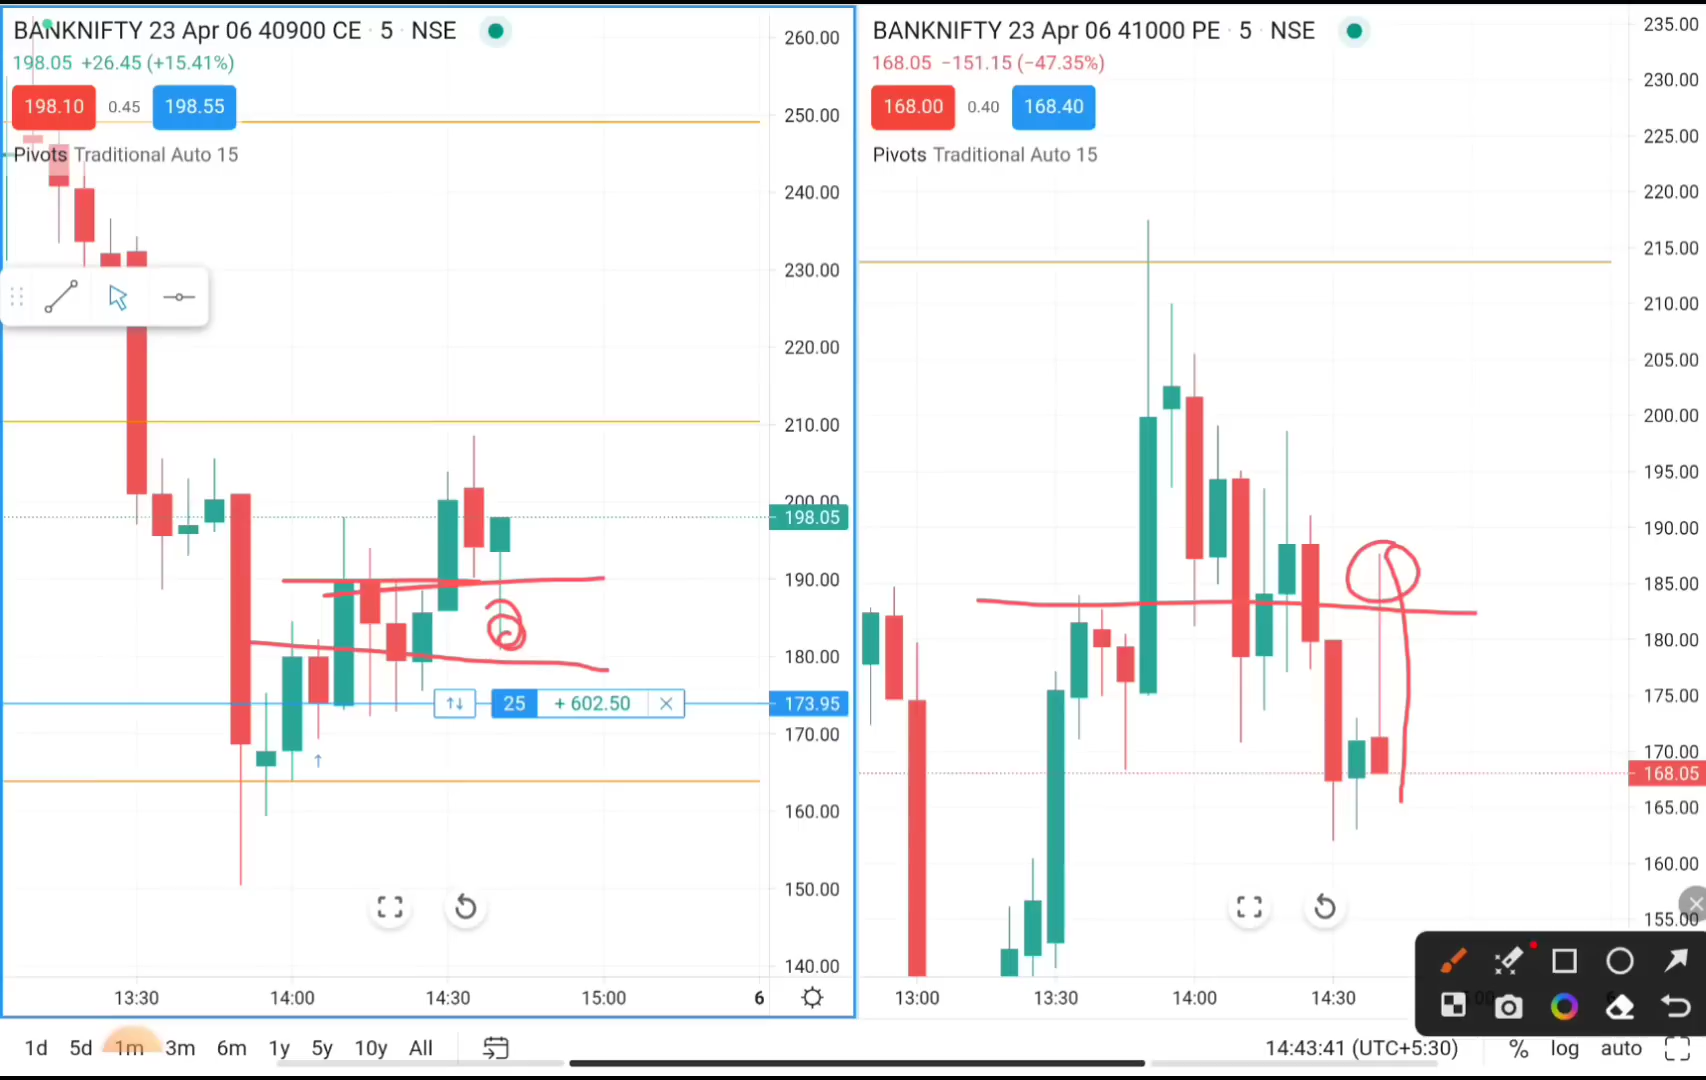 BANKNIFTY 23 Apr 06 40900 CE · 5 · NSE
198.05 +26.45 (+15.41%)
198.10 0.45 198.55
Pivots Traditional Auto 15
260.00
250.00
240.00
230.00
220.00
210.00
200.00
198.05
190.00
180.00
173.95
170.00
160.00
150.00
140.00
25 + 602.50
13:30 14:00 14:30 15:00 6
BANKNIFTY 23 Apr 06 41000 PE · 5 · NSE
168.05 −151.15 (−47.35%)
168.00 0.40 168.40
Pivots Traditional Auto 15
235.00
230.00
225.00
220.00
215.00
210.00
205.00
200.00
195.00
190.00
185.00
180.00
175.00
170.00
168.05
165.00
160.00
155.00
13:00 13:30 14:00 14:30
1d 5d 1m 3m 6m 1y 5y 10y All
14:43:41 (UTC+5:30) % log auto